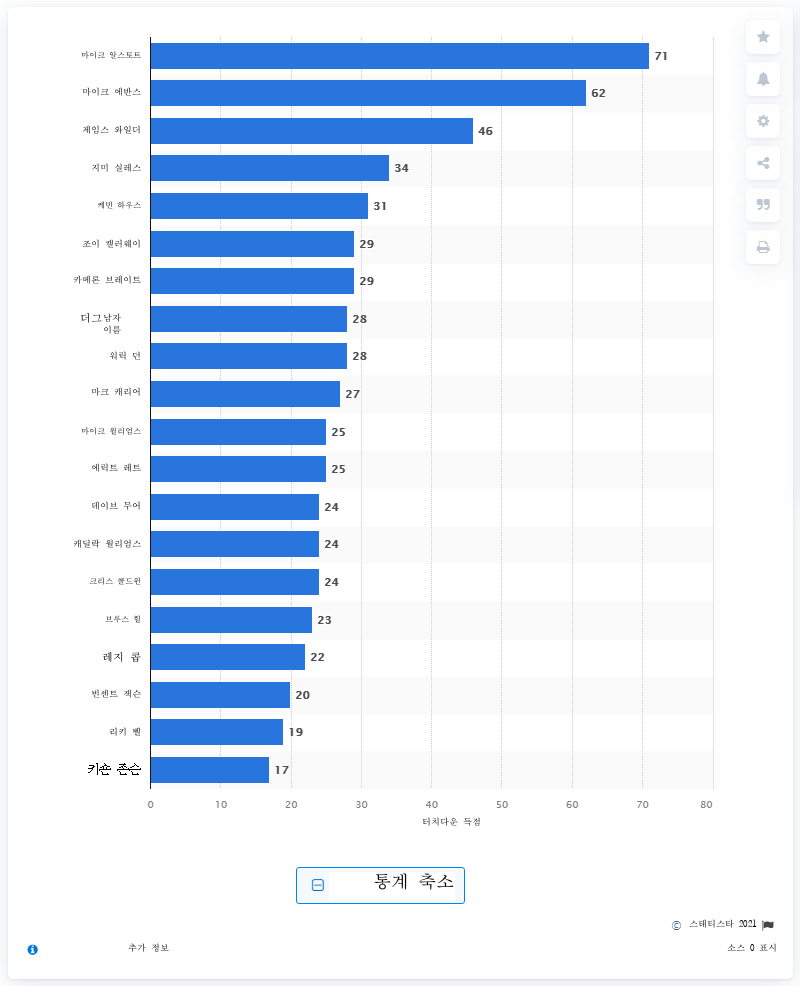 마이크 알스토트 71
마이크 에반스 62
제임스 와일더 46
지미 실레스 34
케빈 하우스 31
조이 갤러웨이 29
카메론 브레이트 29
더그남자
이름 28
워릭 던 28
마크 캐리어 27
마이크 윌리엄스 25
에릭트 레트 25
데이브 무어 24
캐딜락 윌리엄스 24
크리스 골드윈 24
브루스 힐 23
레지 콥 22
빈센트 잭슨 20
리키 벨 19
키숀 존슨 17
0 10 20 30 40 50 60 70 80
터치다운 득점
통계 축소
© 스태티스타 2021
추가 정보
소스 0 표시